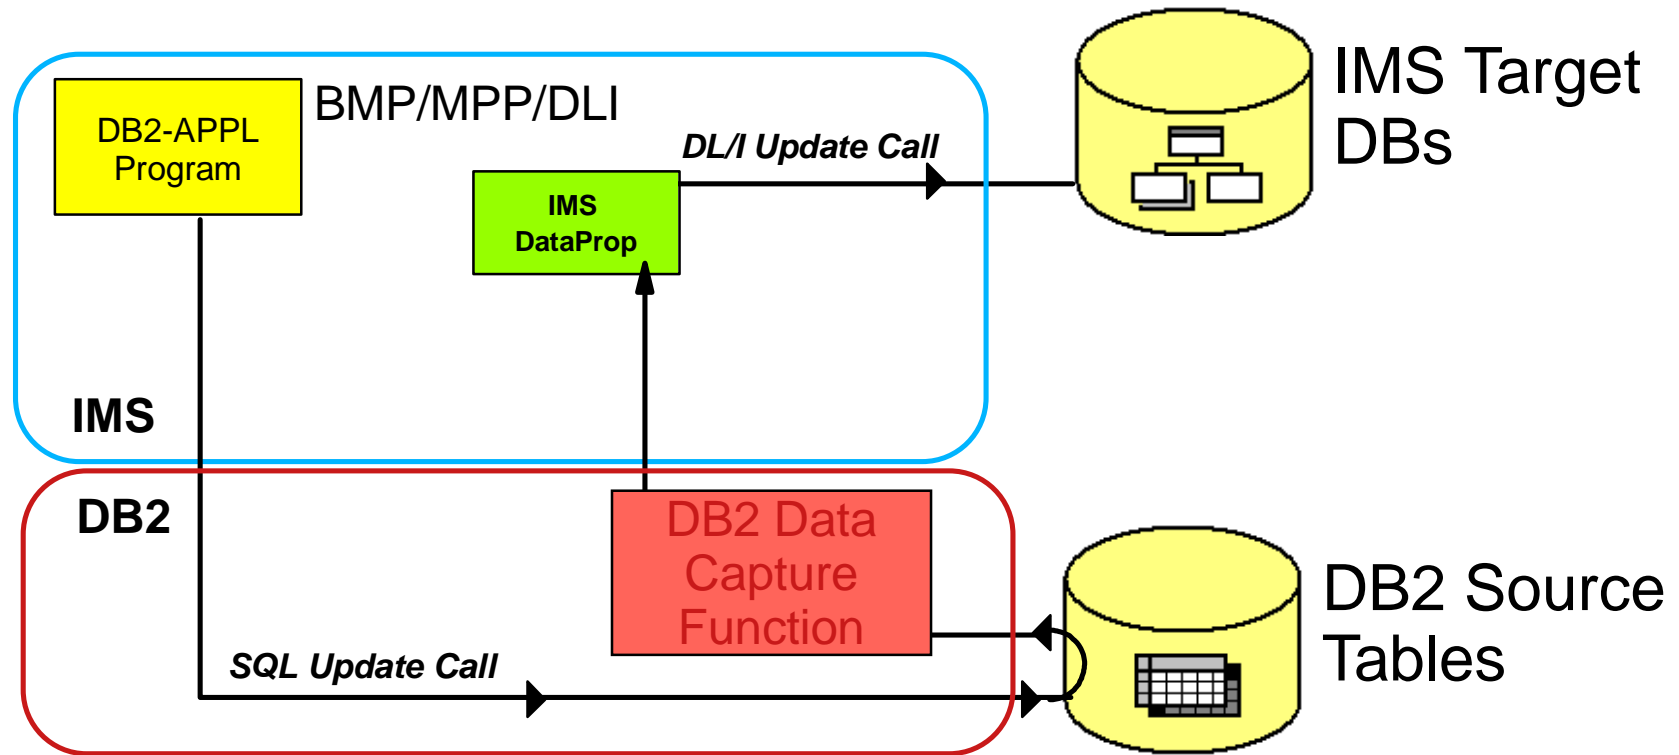 BMP/MPP/DLI
DB2-APPL
Program
DL/I Update Call
IMS
DataProp
IMS Target
DBs
IMS
DB2
DB2 Data
Capture
Function
SQL Update Call
DB2 Source
Tables